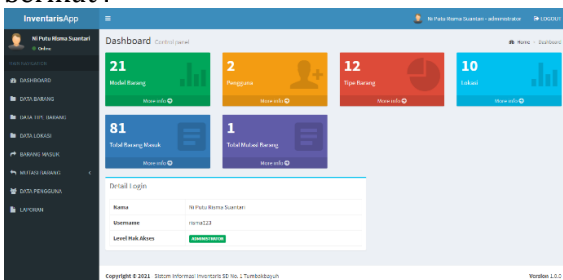 InventarisApp
Ni Putu Risma Suantari - administrator
LOGOUT
Ni Putu Risma Suantari
Online
Dashboard Control panel
Home > Dashboard
DASHBOARD
DATA BARANG
DATA TIPE BARANG
DATA LOKASI
BARANG MASUK
MUTASI BARANG
DATA PENGGUNA
LAPORAN
21
Model Barang
More info
2
Pengguna
More info
12
Tipe Barang
More info
10
Lokasi
More info
81
Total Barang Masuk
More info
1
Total Mutasi Barang
More info
Detail Login
Nama Ni Putu Risma Suantari
Username risma123
Level Hak Akses ADMINISTRATOR
Copyright © 2021 Sistem Informasi Inventaris SD No. 1 Tumbakbayuh
Version 1.0.0